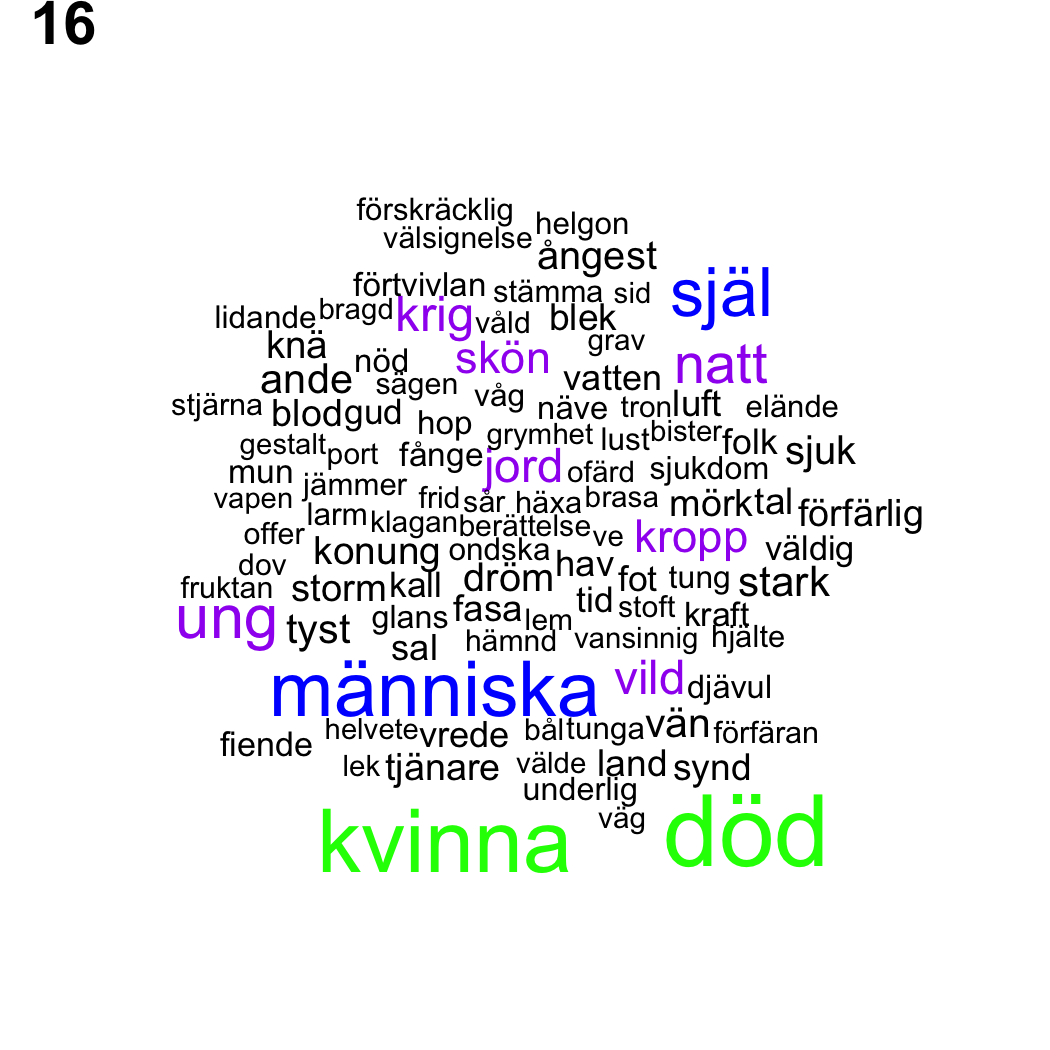 16
förskräcklig helgon
välsignelse
ångest
förtvivlan stämma sid själ
lidande bragd krig våld blek
knä nöd skön grav natt
ande sägen våg vatten
stjärna blod gud hop näve tron luft elände
gestalt port fånge grymhet lust bister folk sjuk
mun jämmer jord ofärd sjukdom
vapen frid sår häxa brasa mörk tal förfärlig
offer larm klagan berättelse ve kropp väldig
dov konung ondska hav
fruktan storm kall dröm fot tung stark
ung tyst glans fasa lem tid stoft kraft
sal hämnd vansinnig hjälte
människa vild djävul
fiende helvete vrede bål tunga vän förfäran
lek tjänare välde land synd
underlig
kvinna väg död